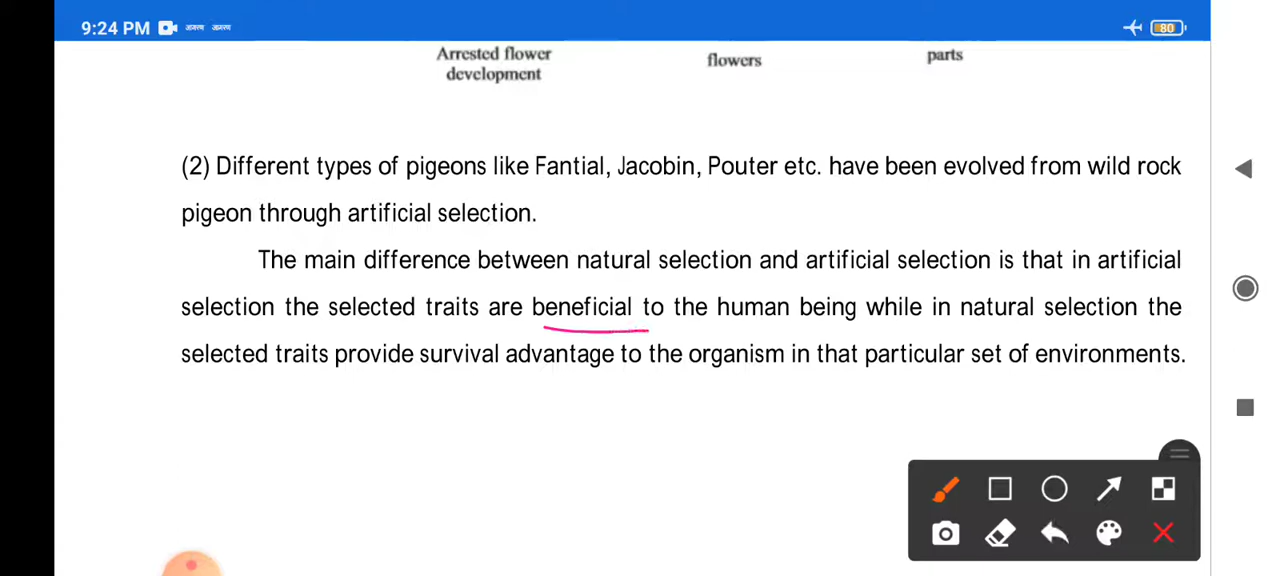 9:24 PM आगरण आगरण 80
Arrested flower
development
flowers
parts
(2) Different types of pigeons like Fantial, Jacobin, Pouter etc. have been evolved from wild rock
pigeon through artificial selection.
The main difference between natural selection and artificial selection is that in artificial
selection the selected traits are beneficial to the human being while in natural selection the
selected traits provide survival advantage to the organism in that particular set of environments.